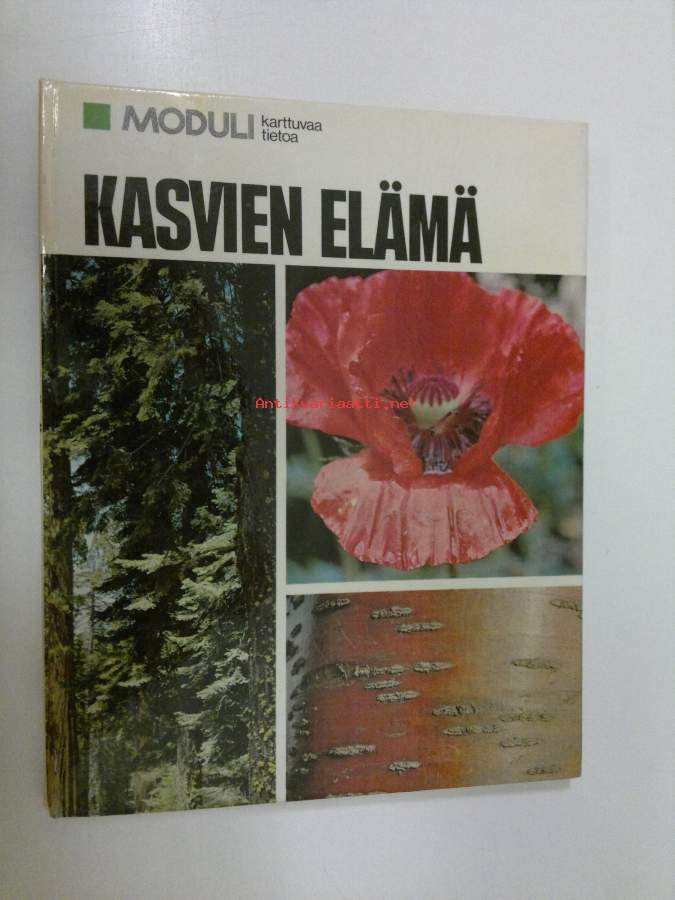 MODULI karttuvaa
tietoa
KASVIEN ELÄMÄ
Antikvariaatti.net